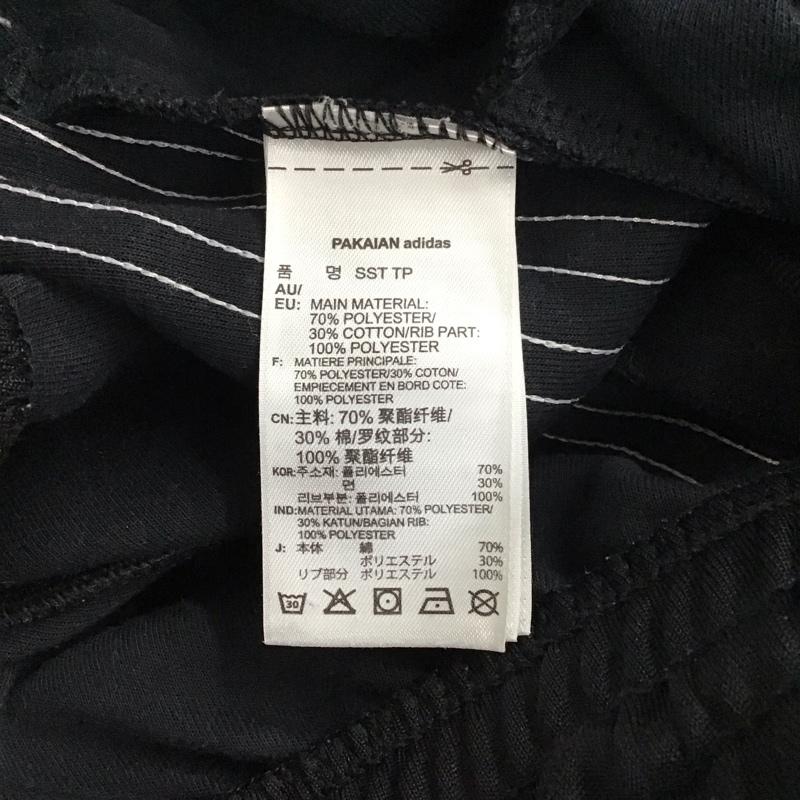 PAKAIAN adidas
품 명 SST TP
AU/
EU: MAIN MATERIAL:
70% POLYESTER/
30% COTTON/RIB PART:
100% POLYESTER
F: MATIERE PRINCIPALE:
70% POLYESTER/30% COTON/
EMPIECEMENT EN BORD COTE:
100% POLYESTER
CN:主料: 70% 聚酯纤维/
30% 棉/罗纹部分:
100% 聚酯纤维
KOR:주소재: 폴리에스터 70%
면 30%
리브부분: 폴리에스터 100%
IND:MATERIAL UTAMA: 70% POLYESTER/
30% KATUN/BAGIAN RIB:
100% POLYESTER
J: 本体 綿 70%
ポリエステル 30%
リブ部分 ポリエステル 100%
30